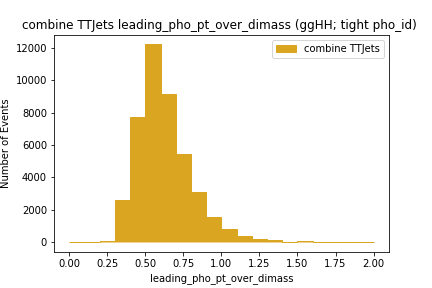 combine TTJets leading_pho_pt_over_dimass (ggHH; tight pho_id)
combine TTJets
Number of Events
12000
10000
8000
6000
4000
2000
0
0.00 0.25 0.50 0.75 1.00 1.25 1.50 1.75 2.00
leading_pho_pt_over_dimass